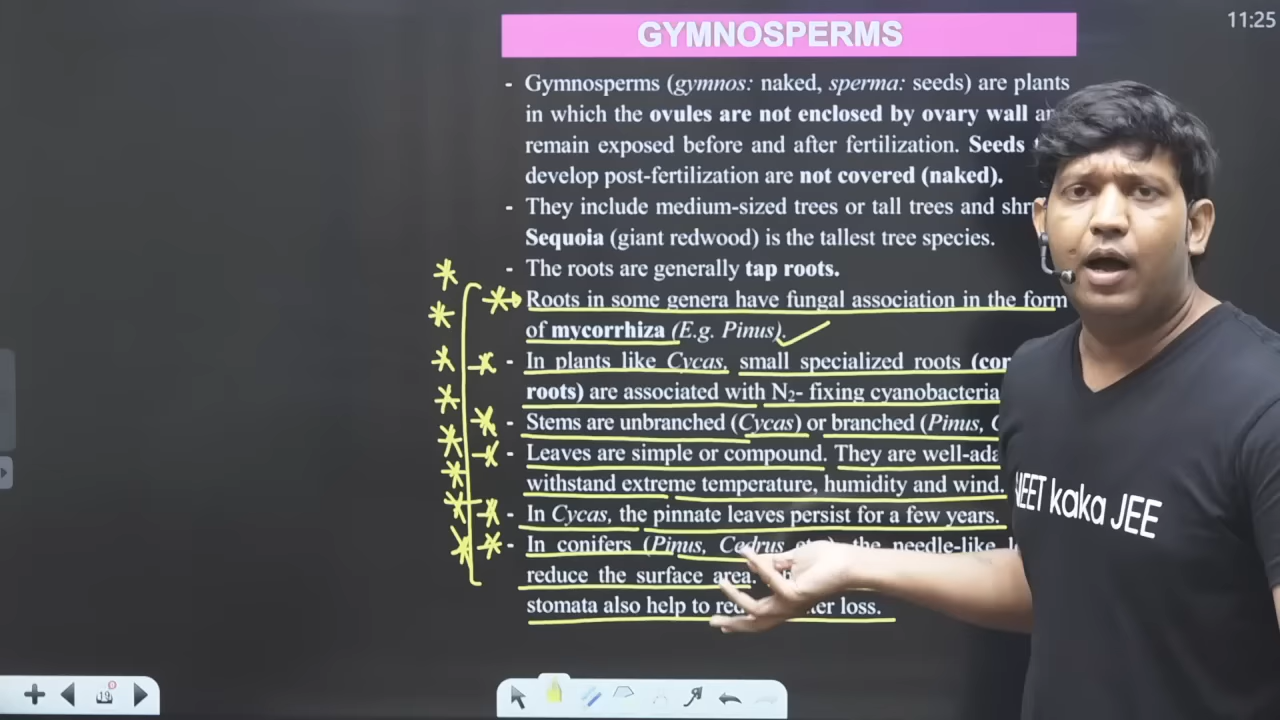 11:25
GYMNOSPERMS
- Gymnosperms (gymnos: naked, sperma: seeds) are plants
in which the ovules are not enclosed by ovary wall
remain exposed before and after fertilization. Seeds
develop post-fertilization are not covered (naked).
- They include medium-sized trees or tall trees and
Sequoia (giant redwood) is the tallest tree species.
- The roots are generally tap roots.
Roots in some genera have fungal association in the form
of mycorrhiza (E.g. Pinus).
- In plants like Cycas, small specialized roots
roots) are associated with N2- fixing cyanobacteria
- Stems are unbranched (Cycas) or branched (Pinus,
- Leaves are simple or compound. They are
withstand extreme temperature, humidity and wind.
- In Cycas, the pinnate leaves persist for a few years.
- In conifers (Pinus, Cedrus the needle-like
reduce the surface area.
stomata also help to loss.
NEET kaka JEE
19